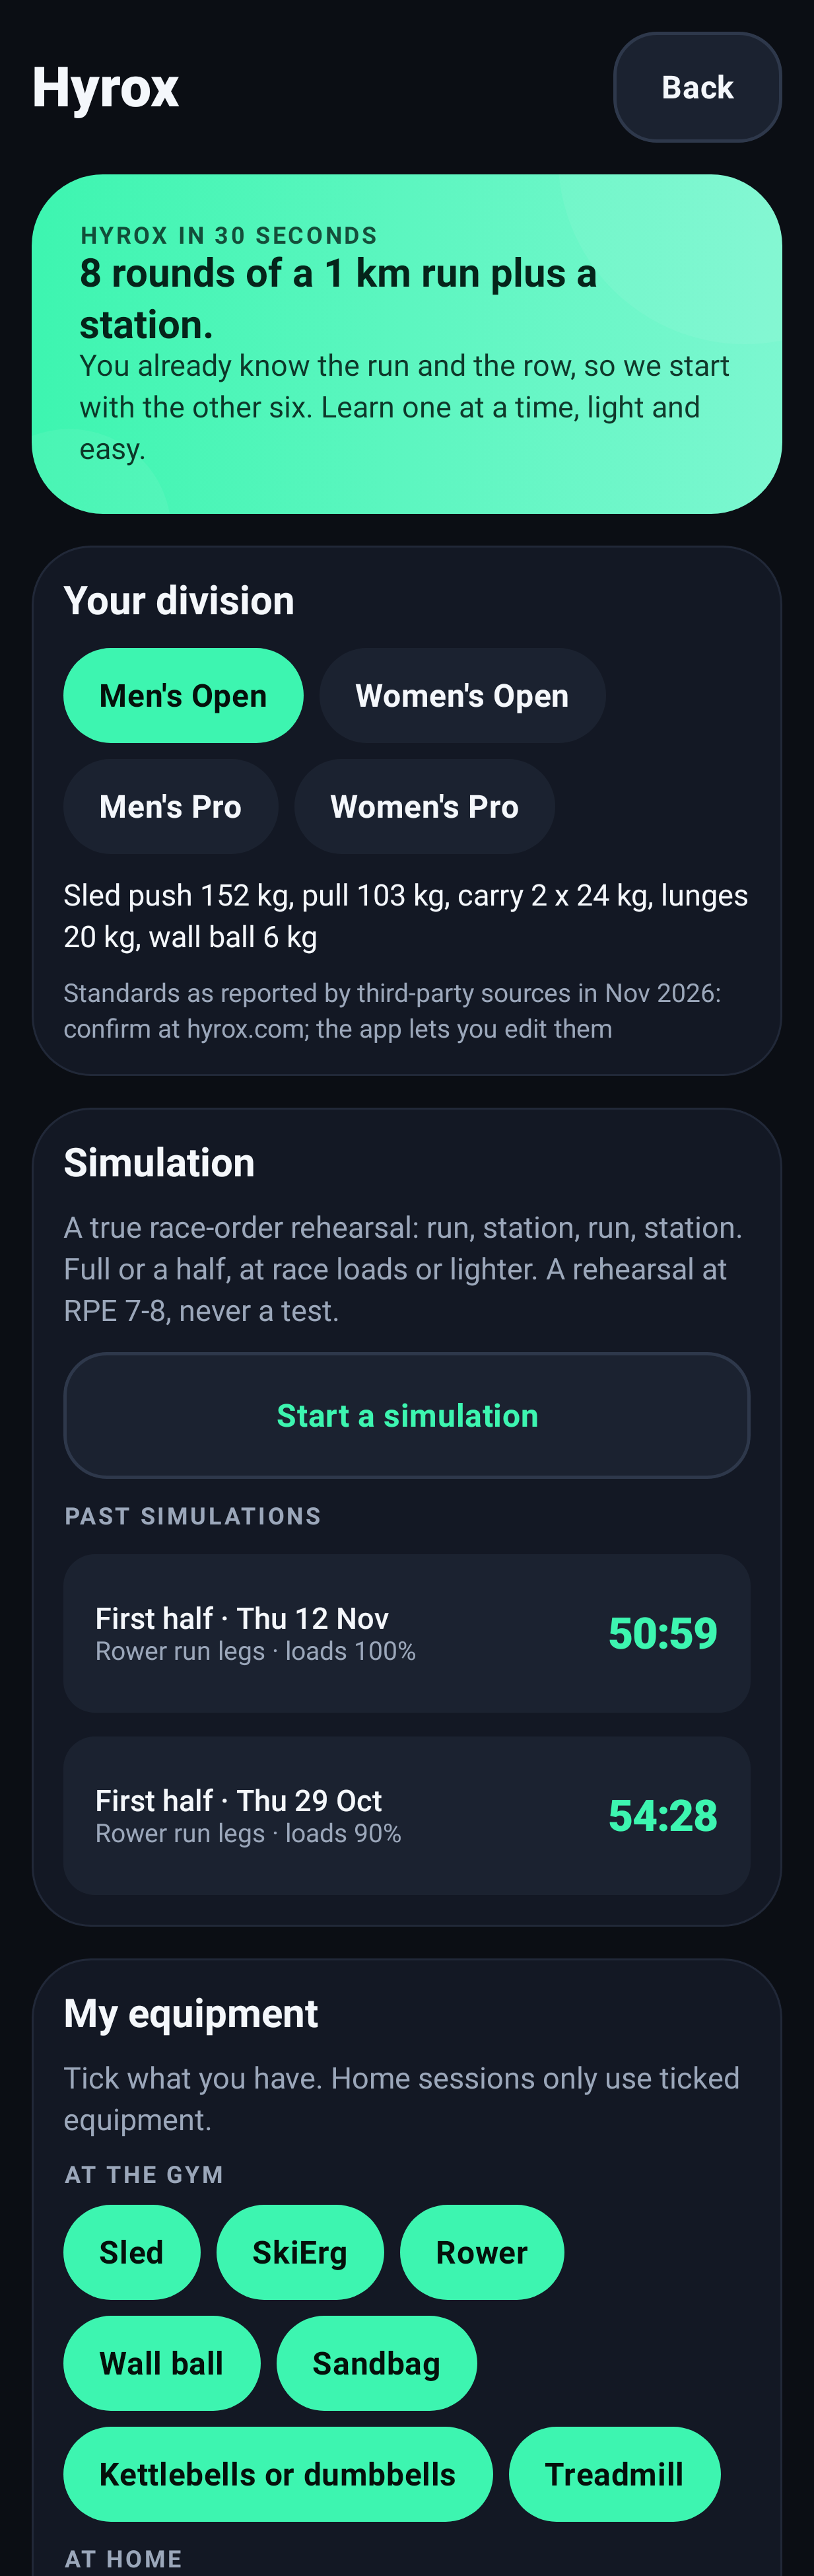 Hyrox
Back
HYROX IN 30 SECONDS
8 rounds of a 1 km run plus a
station.
You already know the run and the row, so we start
with the other six. Learn one at a time, light and
easy.
Your division
Men's Open
Women's Open
Men's Pro
Women's Pro
Sled push 152 kg, pull 103 kg, carry 2 x 24 kg, lunges
20 kg, wall ball 6 kg
Standards as reported by third-party sources in Nov 2026:
confirm at hyrox.com; the app lets you edit them
Simulation
A true race-order rehearsal: run, station, run, station.
Full or a half, at race loads or lighter. A rehearsal at
RPE 7-8, never a test.
Start a simulation
PAST SIMULATIONS
First half · Thu 12 Nov
Rower run legs · loads 100%
50:59
First half · Thu 29 Oct
Rower run legs · loads 90%
54:28
My equipment
Tick what you have. Home sessions only use ticked
equipment.
AT THE GYM
Sled
SkiErg
Rower
Wall ball
Sandbag
Kettlebells or dumbbells
Treadmill
AT HOME